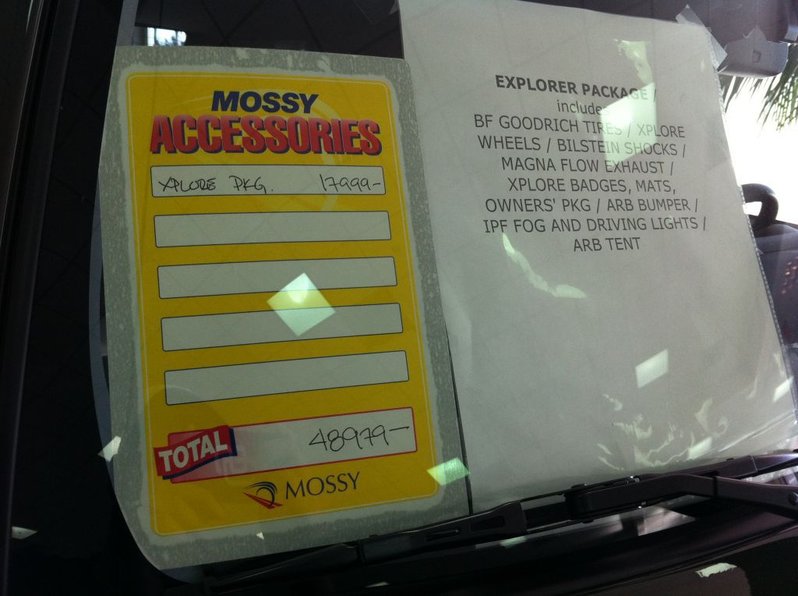 MOSSY
ACCESSORIES
XPLORE PKG. 17999-
TOTAL 48979-
MOSSY
EXPLORER PACKAGE /
includes
BF GOODRICH TIRES / XPLORE
WHEELS / BILSTEIN SHOCKS /
MAGNA FLOW EXHAUST /
XPLORE BADGES, MATS,
OWNERS' PKG / ARB BUMPER /
IPF FOG AND DRIVING LIGHTS /
ARB TENT